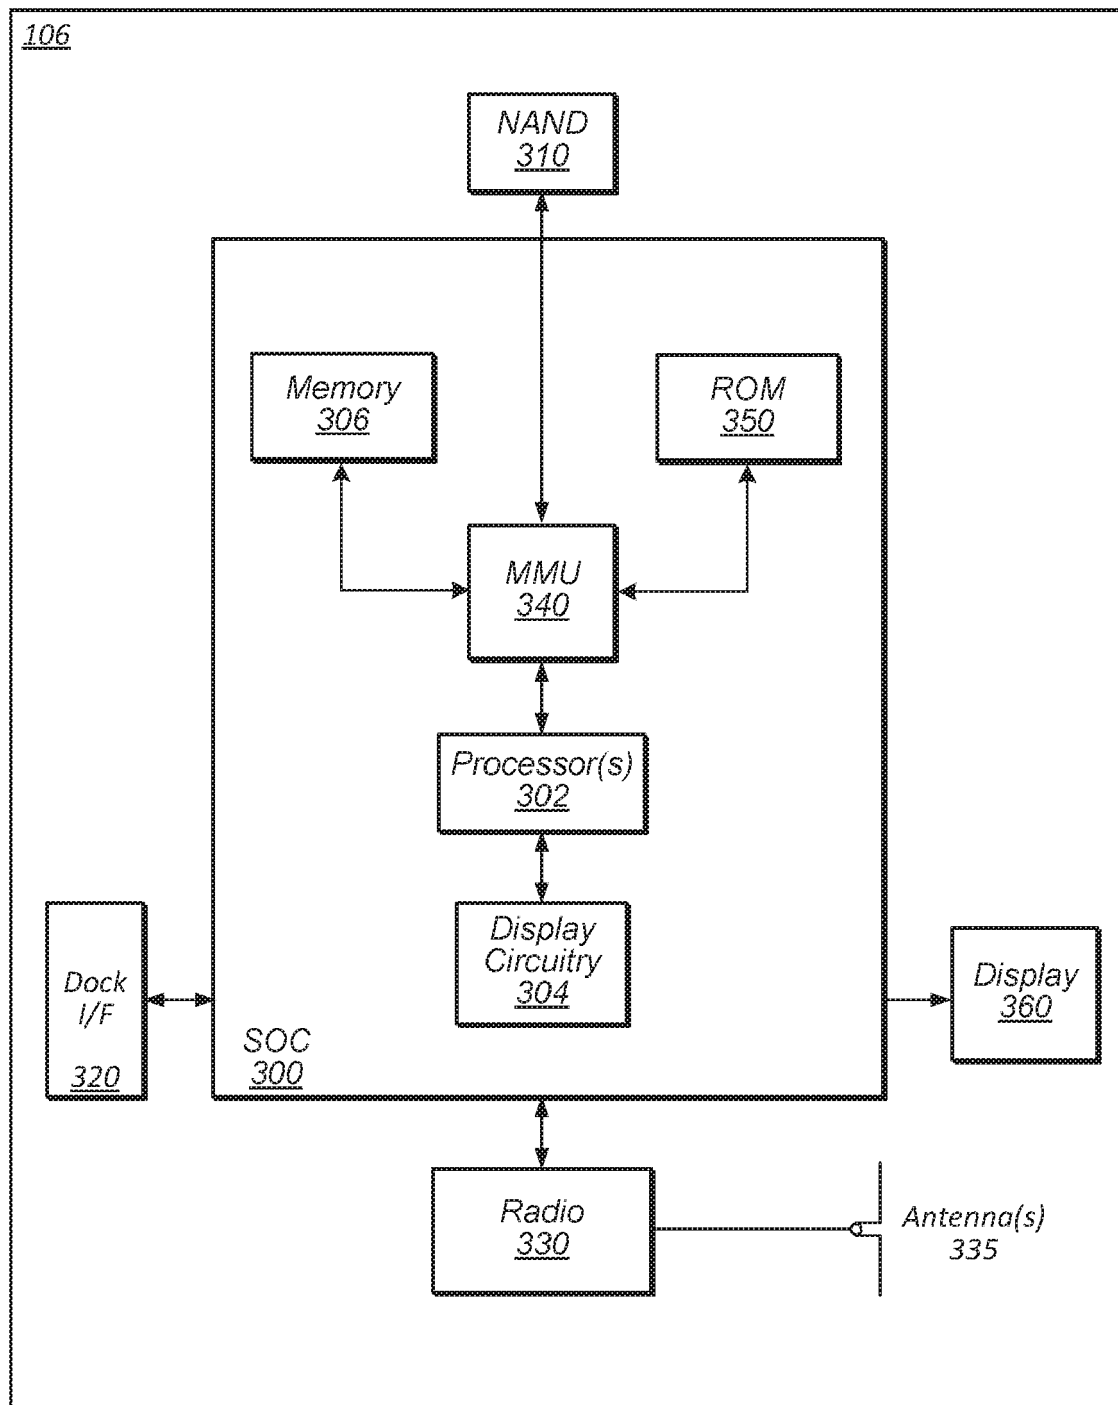 106
NAND
310
Memory
306
ROM
350
MMU
340
Processor(s)
302
Display
Circuitry
304
Dock
I/F
320
SOC
300
Display
360
Radio
330
Antenna(s)
335